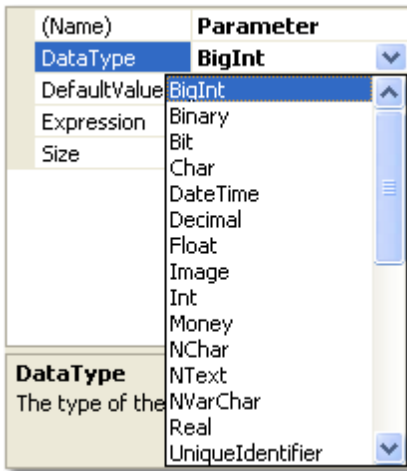 (Name) Parameter
DataType BigInt
DefaultValue BigInt
Expression Binary
Bit
Size Char
DateTime
Decimal
Float
Image
Int
Money
NChar
DataType NText
The type of the NVarChar
Real
UniqueIdentifier